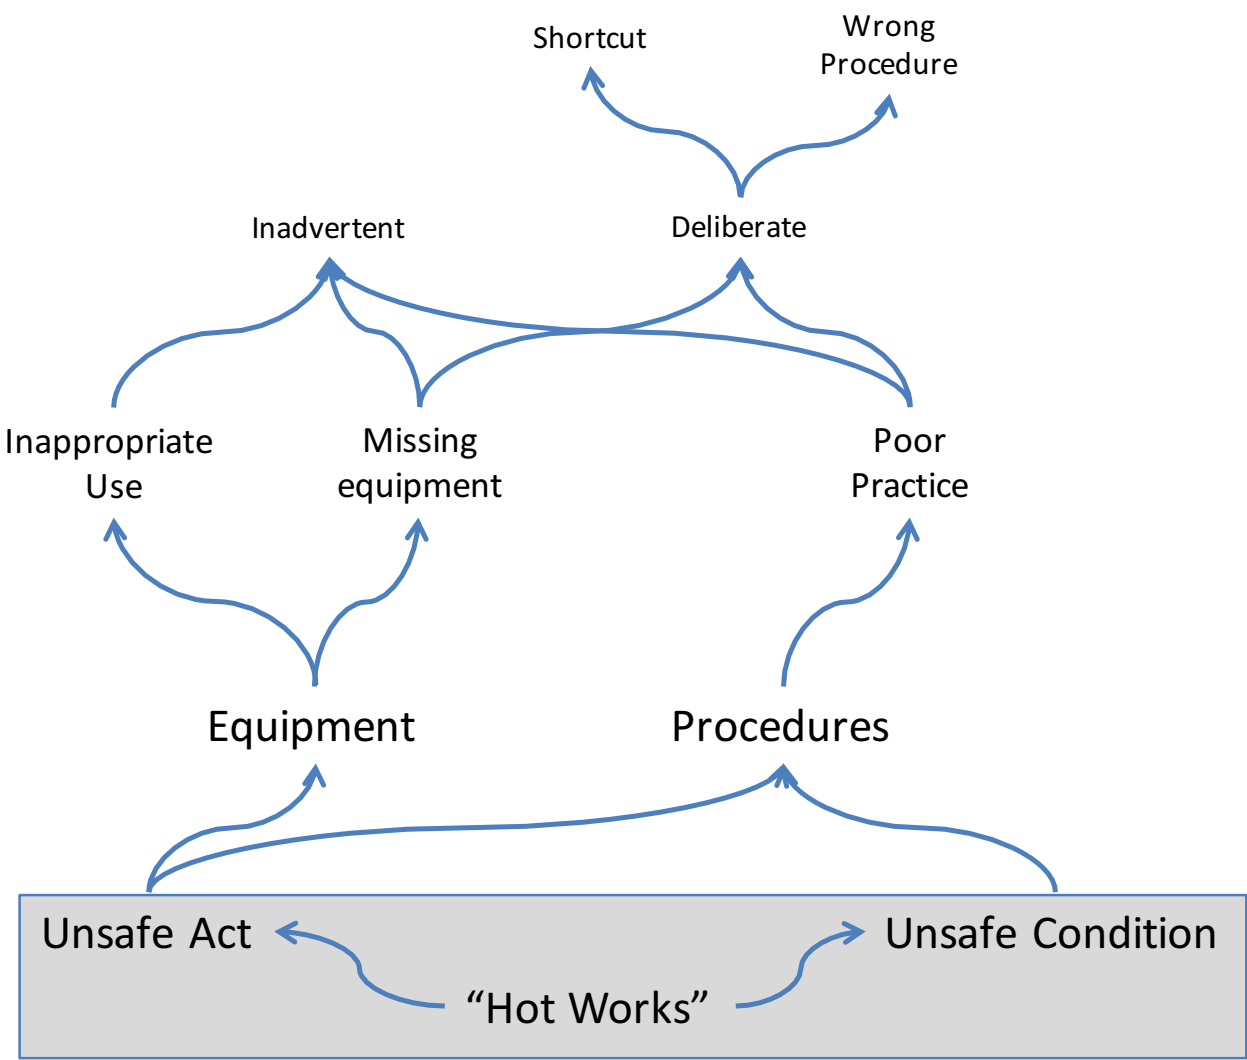 Shortcut
Wrong
Procedure
Inadvertent
Deliberate
Inappropriate
Use
Missing
equipment
Poor
Practice
Equipment
Procedures
Unsafe Act
Unsafe Condition
“Hot Works”